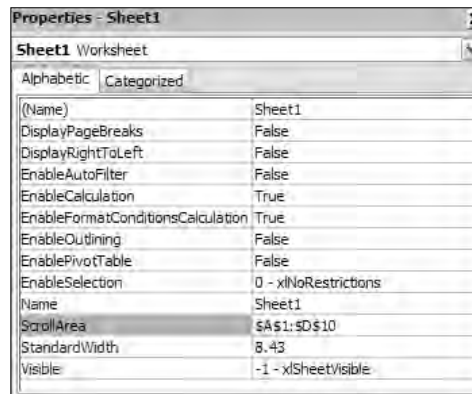 Properties - Sheet1
Sheet1 Worksheet
Alphabetic Categorized
(Name) Sheet1
DisplayPageBreaks False
DisplayRightToLeft False
EnableAutoFilter False
EnableCalculation True
EnableFormatConditionsCalculation True
EnableOutlining False
EnablePivotTable False
EnableSelection 0 - xlNoRestrictions
Name Sheet1
ScrollArea $A$1:$D$10
StandardWidth 8.43
Visible -1 - xlSheetVisible